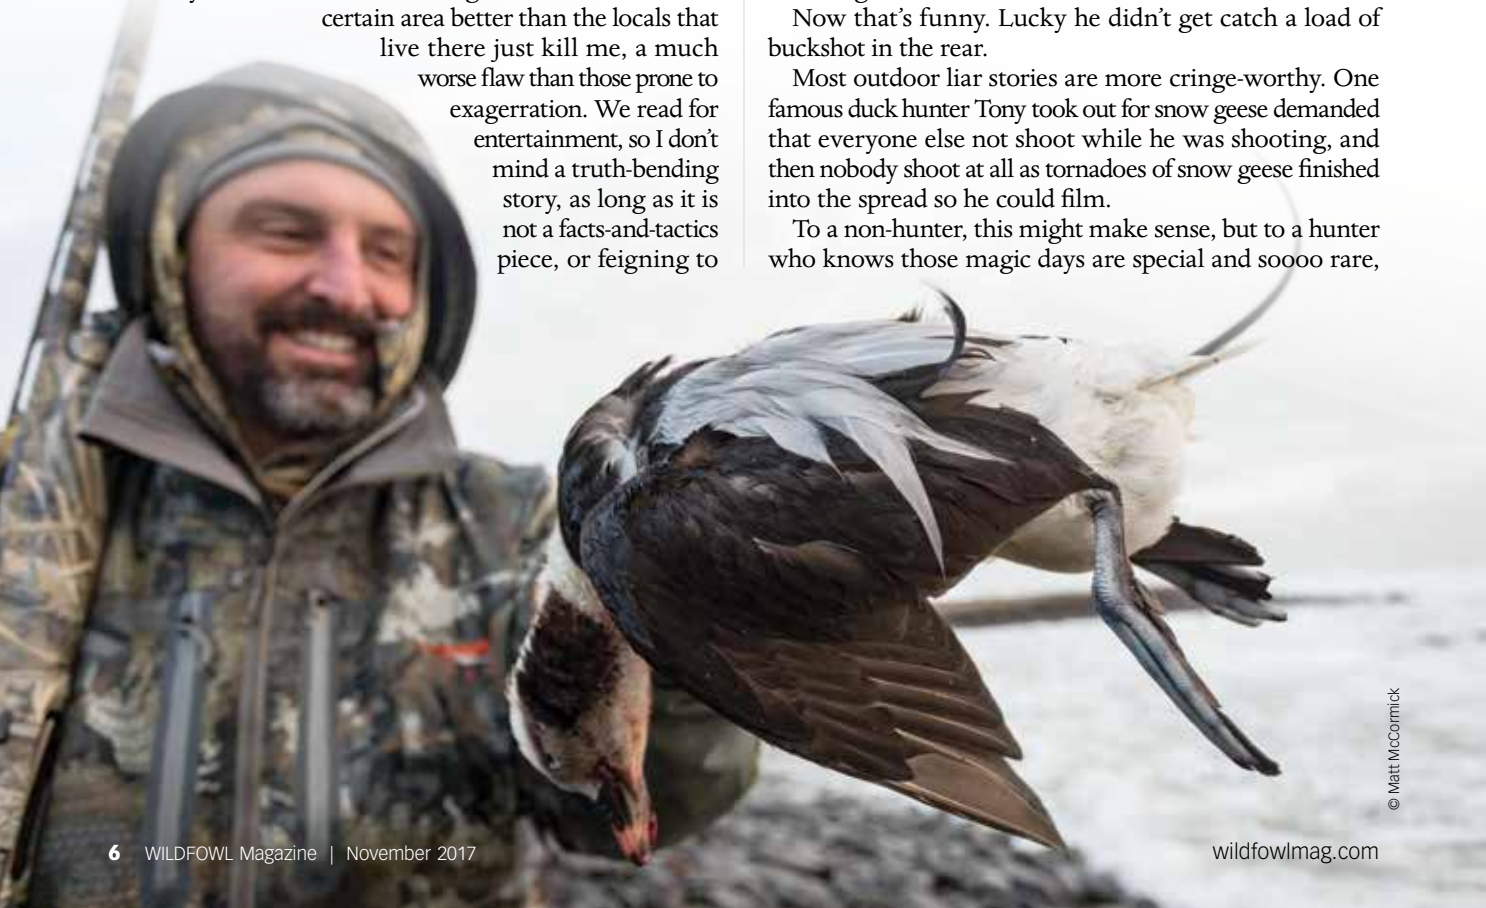 certain area better than the locals that
live there just kill me, a much
worse flaw than those prone to
exagerration. We read for
entertainment, so I don’t
mind a truth-bending
story, as long as it is
not a facts-and-tactics
piece, or feigning to
Now that’s funny. Lucky he didn’t get catch a load of
buckshot in the rear.
Most outdoor liar stories are more cringe-worthy. One
famous duck hunter Tony took out for snow geese demanded
that everyone else not shoot while he was shooting, and
then nobody shoot at all as tornadoes of snow geese finished
into the spread so he could film.
To a non-hunter, this might make sense, but to a hunter
who knows those magic days are special and soooo rare,
© Matt McCormick
6 WILDFOWL Magazine | November 2017
wildfowlmag.com